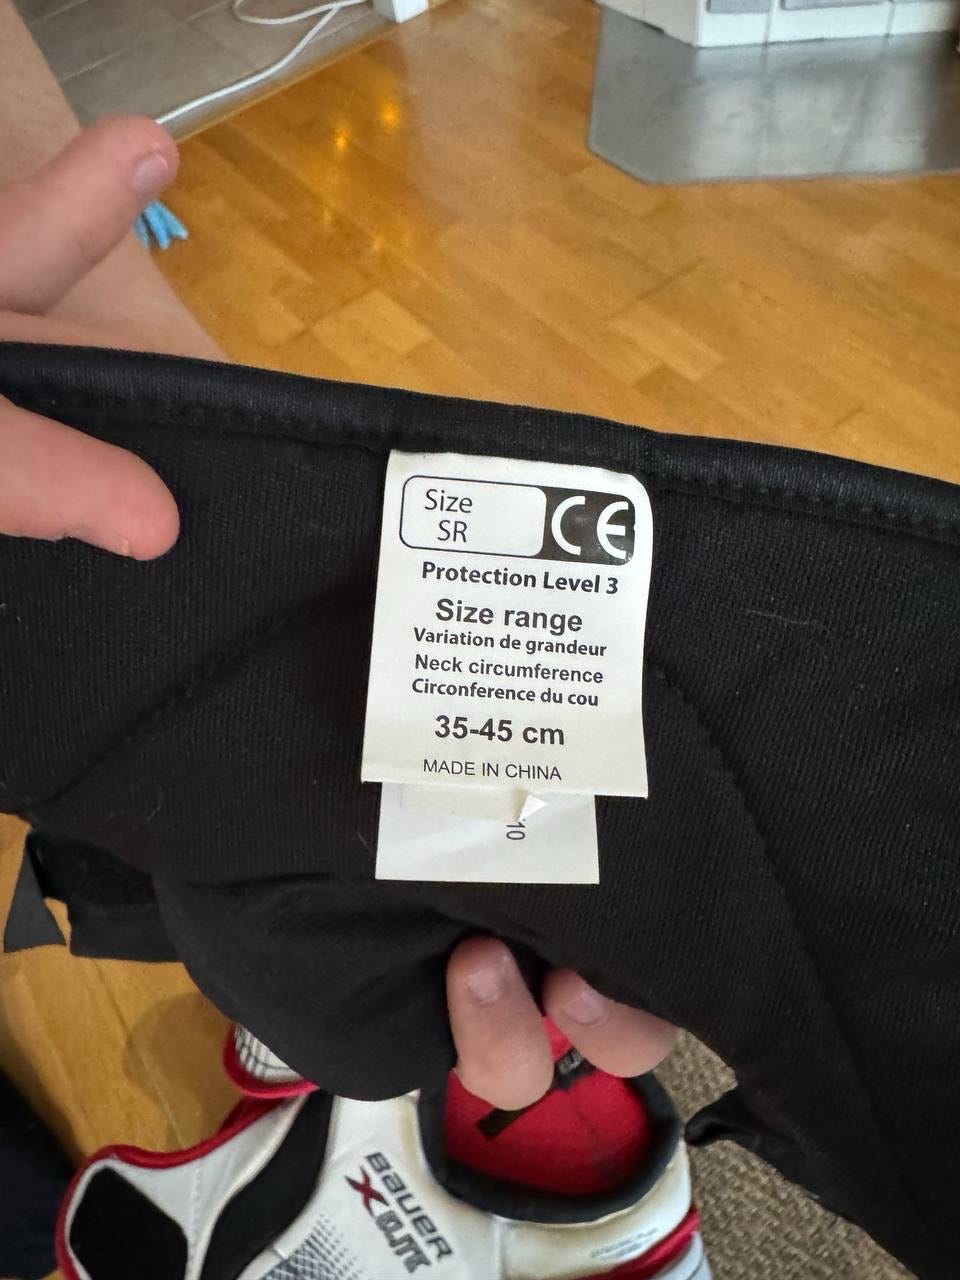 Size
SR
CE
Protection Level 3
Size range
Variation de grandeur
Neck circumference
Circonference du cou
35-45 cm
MADE IN CHINA
10
BAUER
X